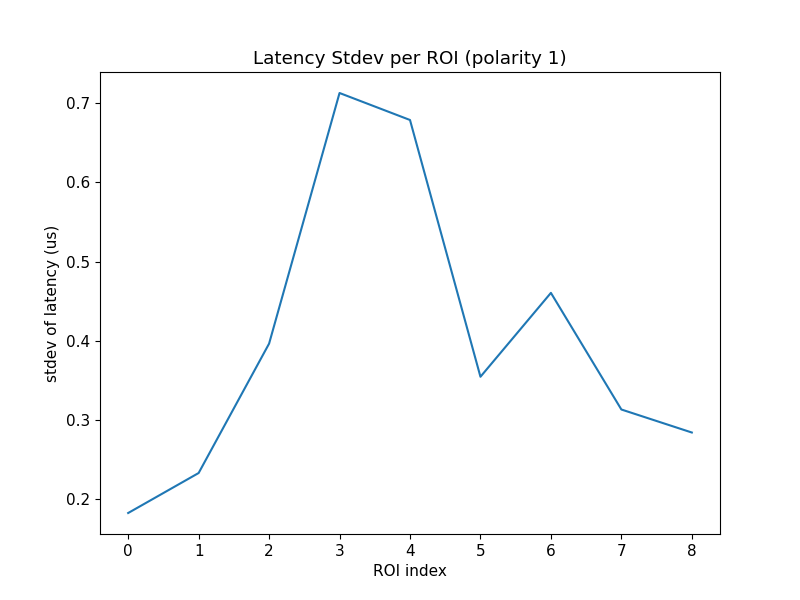 Latency Stdev per ROI (polarity 1)
stdev of latency (us)
0.7
0.6
0.5
0.4
0.3
0.2
0 1 2 3 4 5 6 7 8
ROI index